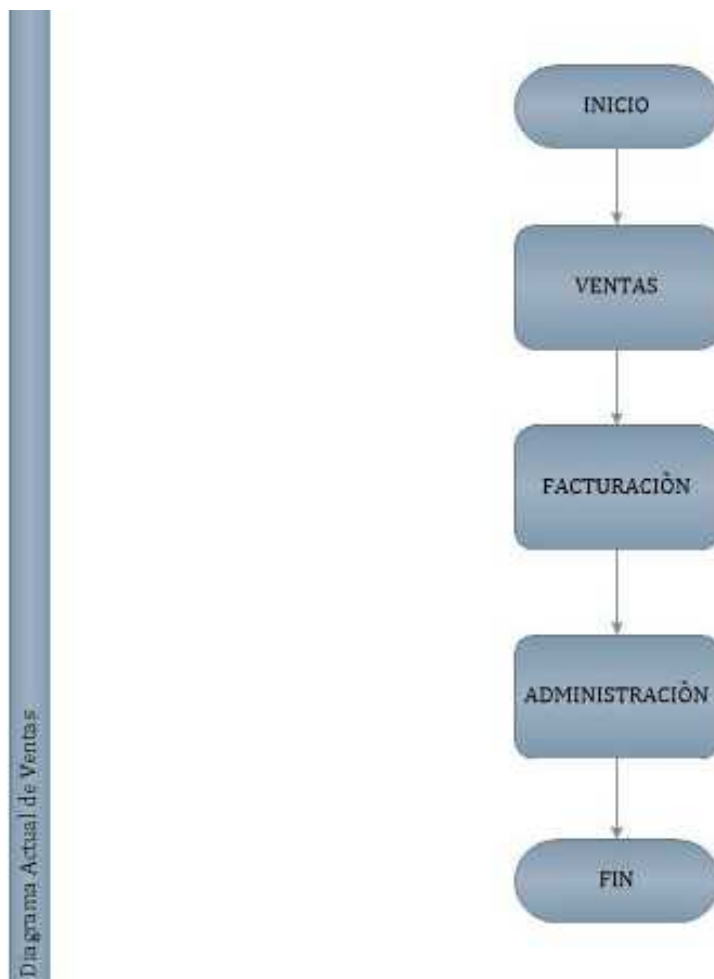 INICIO
VENTAS
FACTURACIÒN
ADMINISTRACIÒN
FIN
Diagrama Actual de Ventas